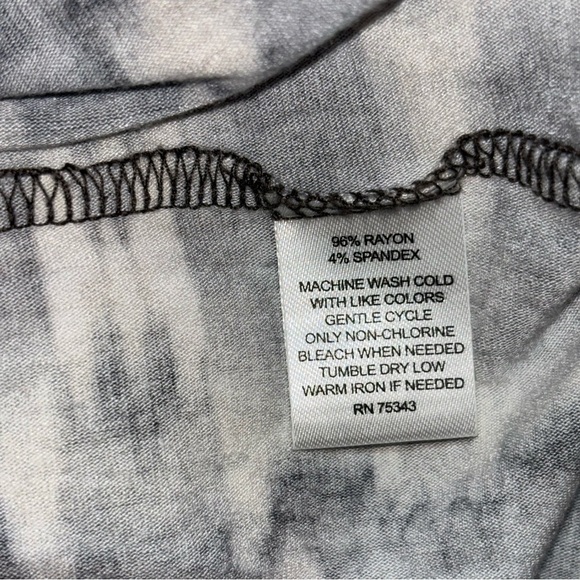 96% RAYON
4% SPANDEX
MACHINE WASH COLD
WITH LIKE COLORS
GENTLE CYCLE
ONLY NON-CHLORINE
BLEACH WHEN NEEDED
TUMBLE DRY LOW
WARM IRON IF NEEDED
RN 75343